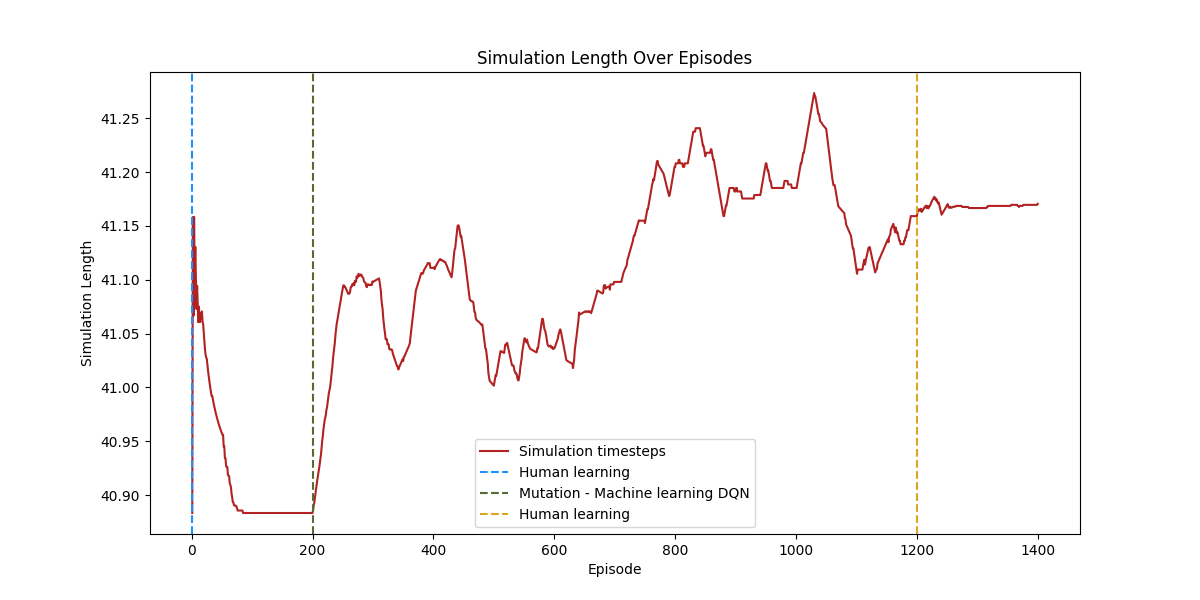 Simulation Length Over Episodes
41.25
41.20
41.15
41.10
41.05
41.00
40.95
40.90
Simulation Length
Simulation timesteps
Human learning
Mutation - Machine learning DQN
Human learning
0 200 400 600 800 1000 1200 1400
Episode